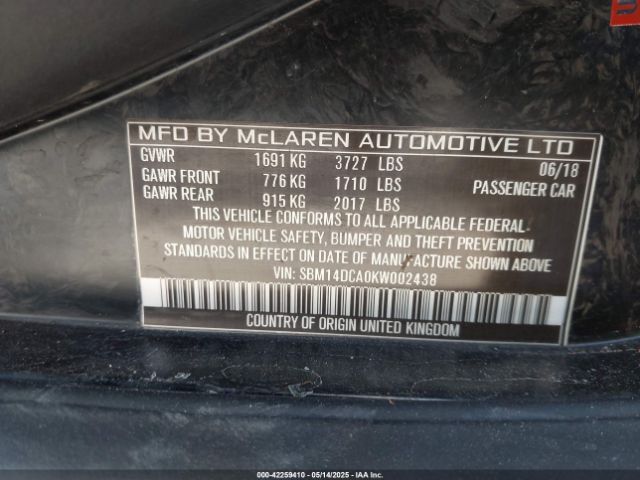 MFD BY McLAREN AUTOMOTIVE LTD
GVWR 1691 KG 3727 LBS 06/18
GAWR FRONT 776 KG 1710 LBS PASSENGER CAR
GAWR REAR 915 KG 2017 LBS
THIS VEHICLE CONFORMS TO ALL APPLICABLE FEDERAL
MOTOR VEHICLE SAFETY, BUMPER AND THEFT PREVENTION
STANDARDS IN EFFECT ON DATE OF MANUFACTURE SHOWN ABOVE
VIN: SBM14DCA0KW002438
COUNTRY OF ORIGIN UNITED KINGDOM
000-42259410 - 05/14/2025 - IAAI.COM